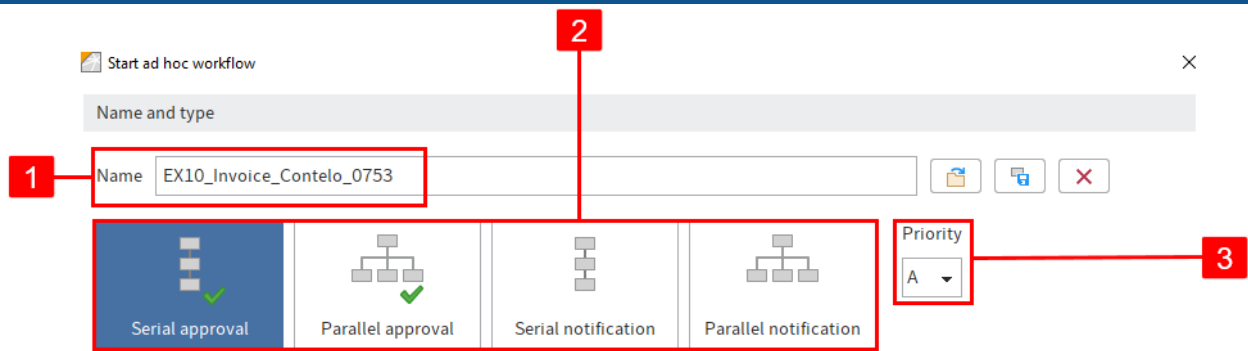 2
Start ad hoc workflow
Name and type
1
Name EX10_Invoice_Contelo_0753
Priority
A
3
Serial approval Parallel approval Serial notification Parallel notification